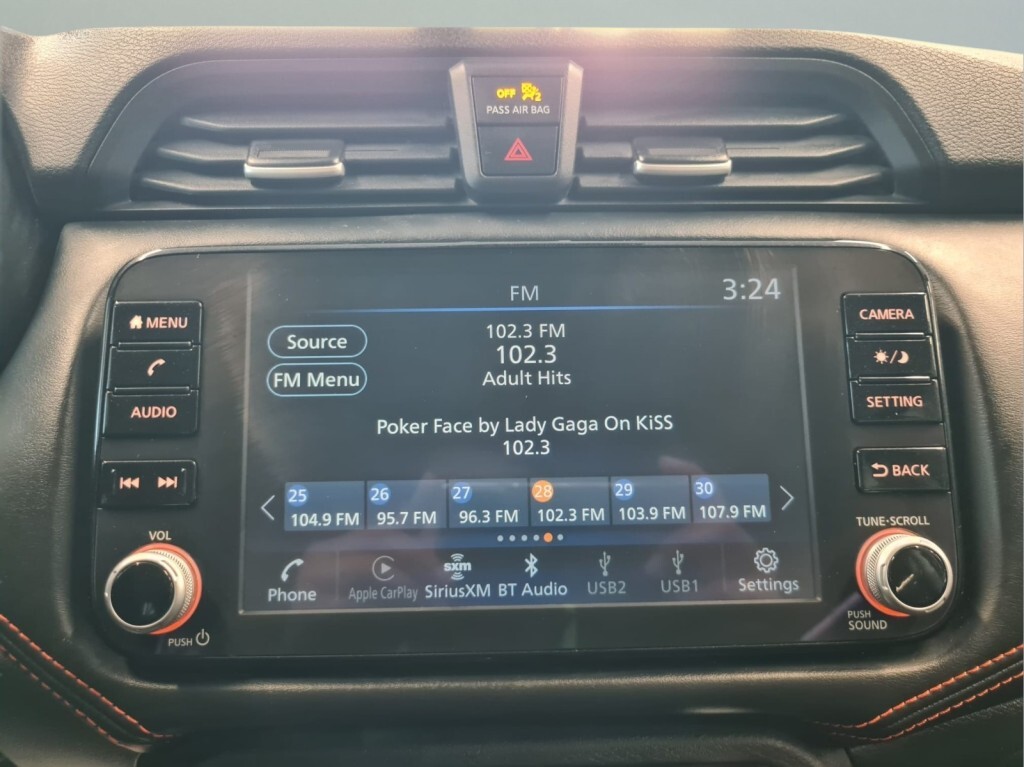 OFF 2
PASS AIR BAG
FM
3:24
MENU
AUDIO
VOL
PUSH
Source
FM Menu
102.3 FM
102.3
Adult Hits
Poker Face by Lady Gaga On KiSS
102.3
25 26 27 28 29 30
104.9 FM 95.7 FM 96.3 FM 102.3 FM 103.9 FM 107.9 FM
sxm
Phone Apple CarPlay SiriusXM BT Audio USB2 USB1 Settings
CAMERA
SETTING
BACK
TUNE·SCROLL
PUSH
SOUND